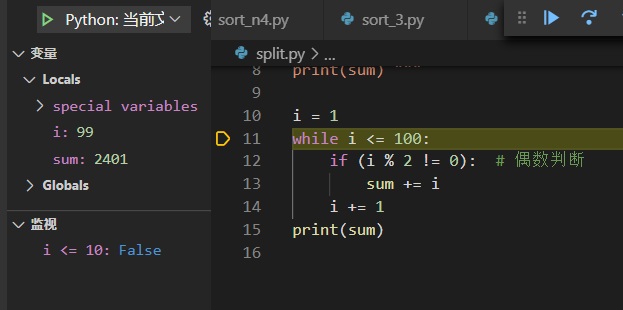 Python: 当前文
sort_n4.py
sort_3.py
变量
Locals
special variables
i: 99
sum: 2401
Globals
监视
i <= 10: False
split.py > ...
8 print(sum) """
9
10 i = 1
11 while i <= 100:
12 if (i % 2 != 0): # 偶数判断
13 sum += i
14 i += 1
15 print(sum)
16